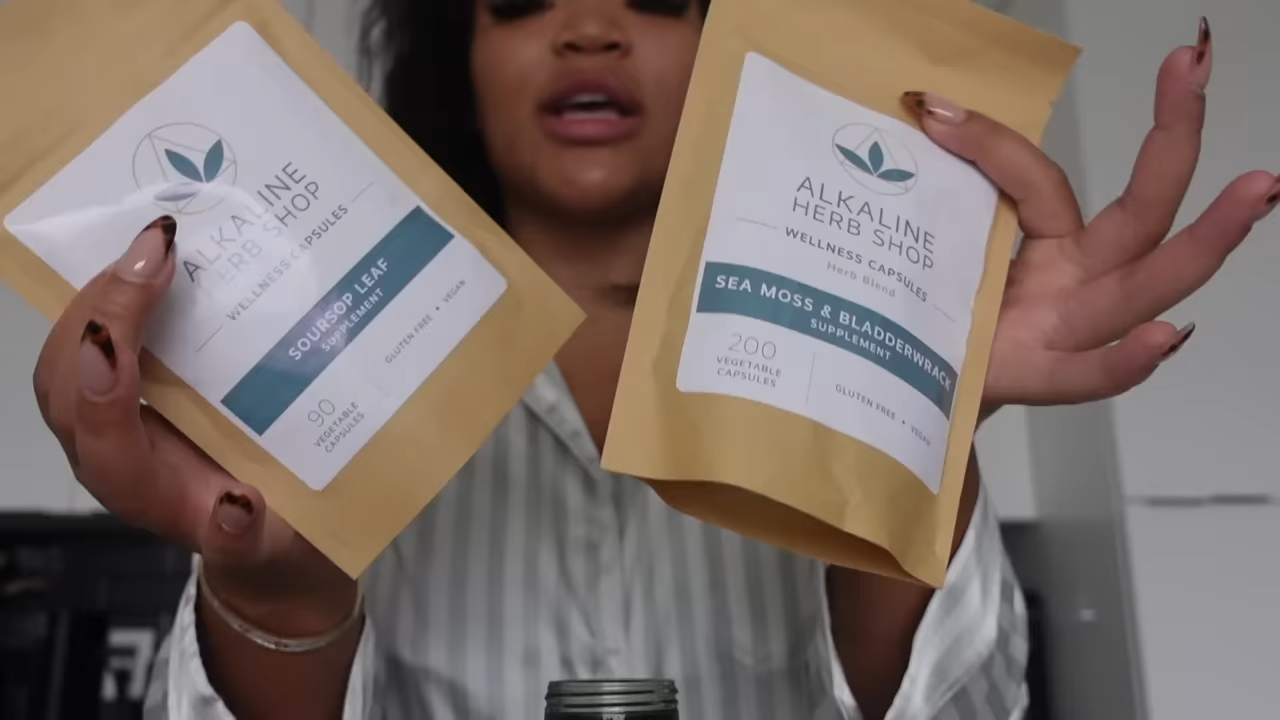 ALKALINE
HERB SHOP
WELLNESS CAPSULES
SOURSOP LEAF
SUPPLEMENT
90
VEGETABLE
CAPSULES
GLUTEN FREE • VEGAN
ALKALINE
HERB SHOP
WELLNESS CAPSULES
Herb Blend
SEA MOSS & BLADDERWRACK
SUPPLEMENT
200
VEGETABLE
CAPSULES
GLUTEN FREE • VEGAN